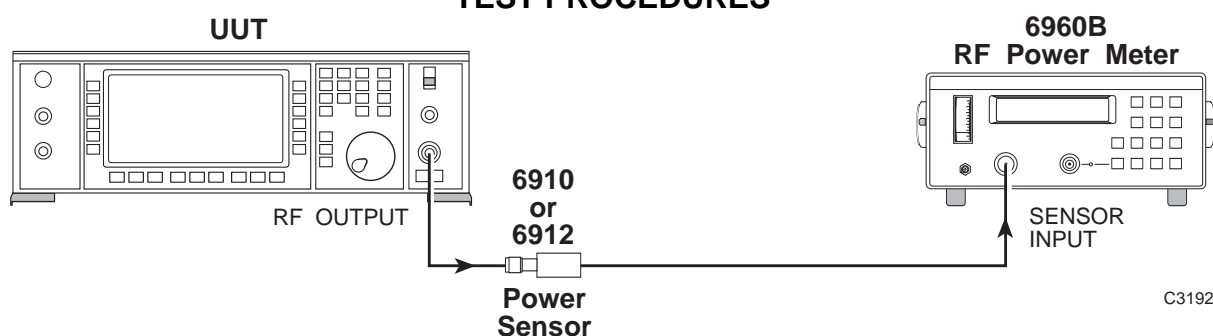 TEST PROCEDURES
UUT
6960B
RF Power Meter
RF OUTPUT
6910
or
6912
Power
Sensor
SENSOR
INPUT
C3192